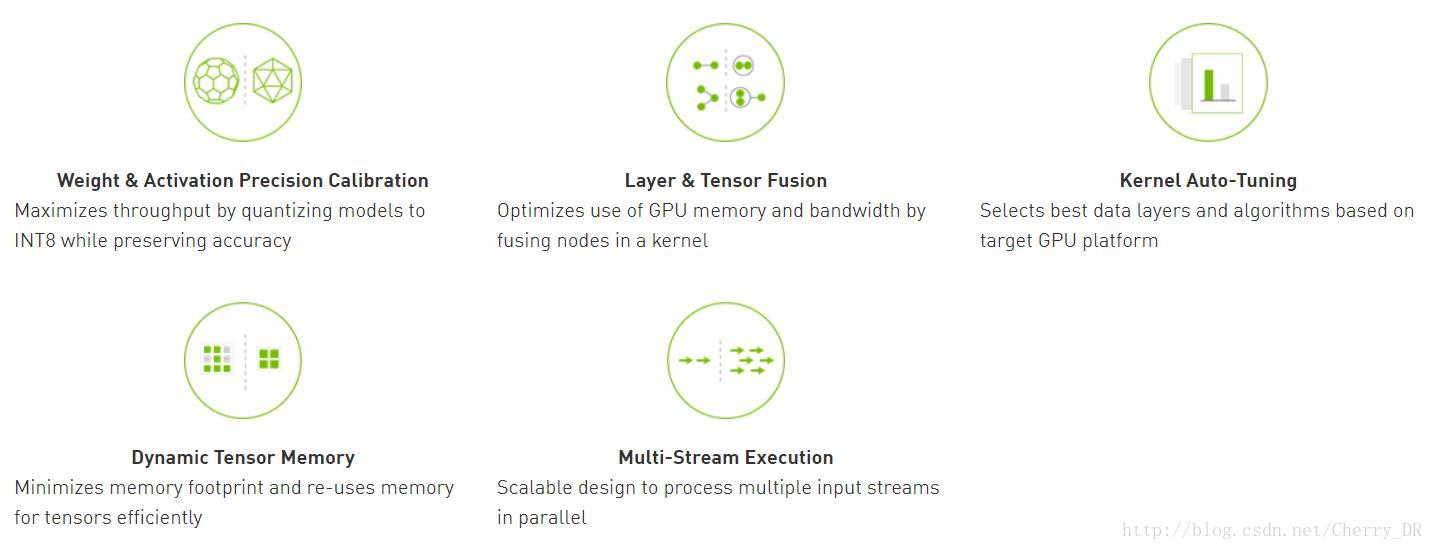 Weight & Activation Precision Calibration
Maximizes throughput by quantizing models to
INT8 while preserving accuracy
Layer & Tensor Fusion
Optimizes use of GPU memory and bandwidth by
fusing nodes in a kernel
Kernel Auto-Tuning
Selects best data layers and algorithms based on
target GPU platform
Dynamic Tensor Memory
Minimizes memory footprint and re-uses memory
for tensors efficiently
Multi-Stream Execution
Scalable design to process multiple input streams
in parallel
http://blog.csdn.net/Cherry_DR